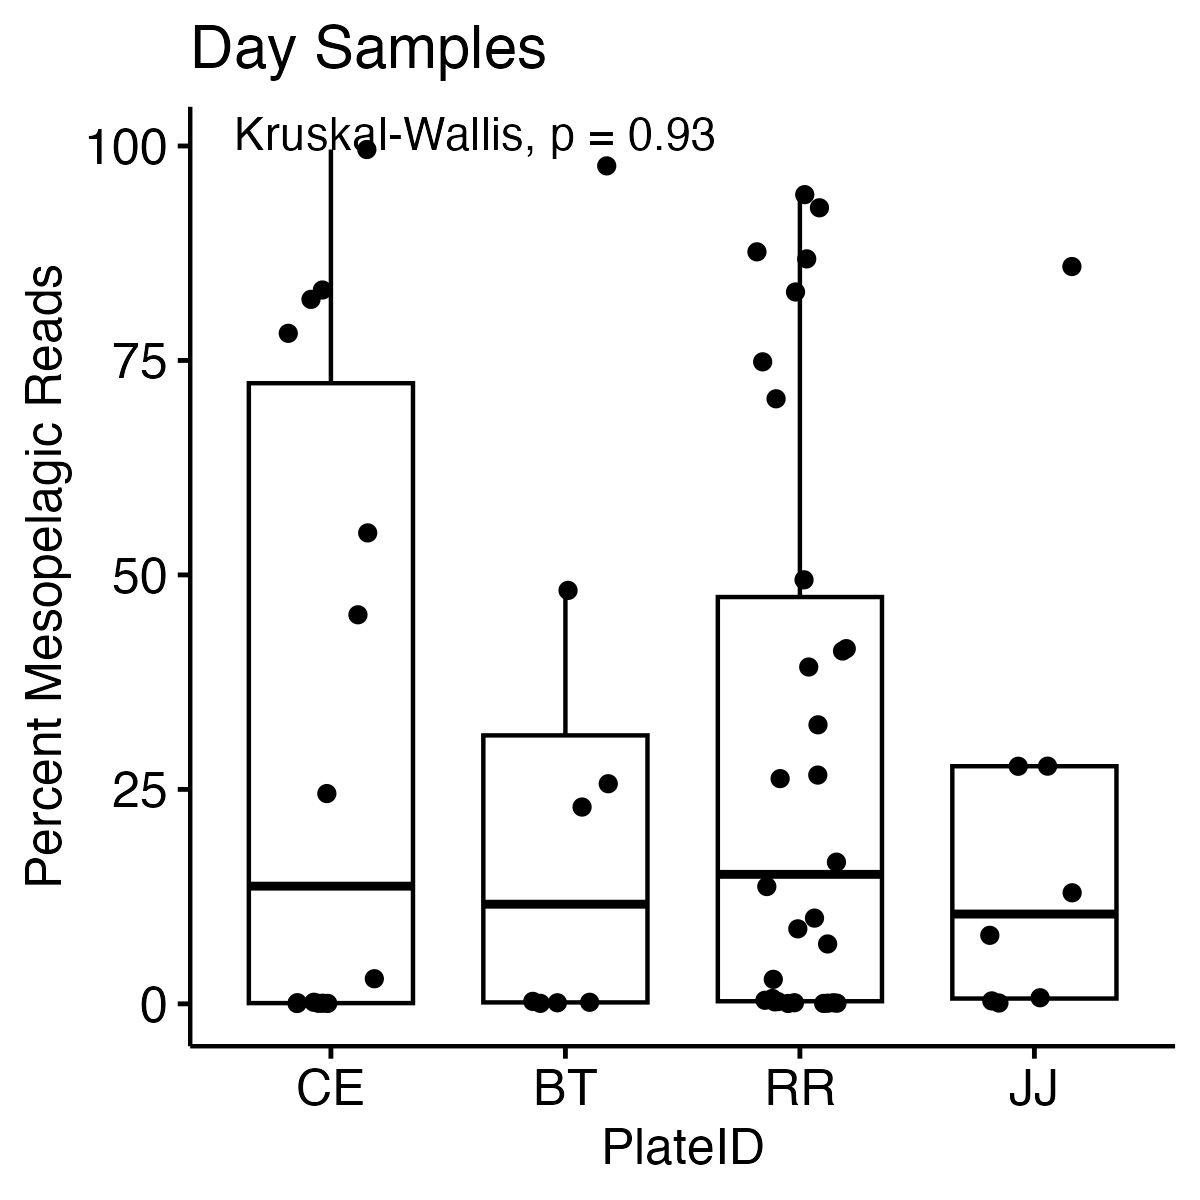 Day Samples
Kruskal-Wallis, p = 0.93
100
75
50
25
0
Percent Mesopelagic Reads
CE BT RR JJ
PlateID